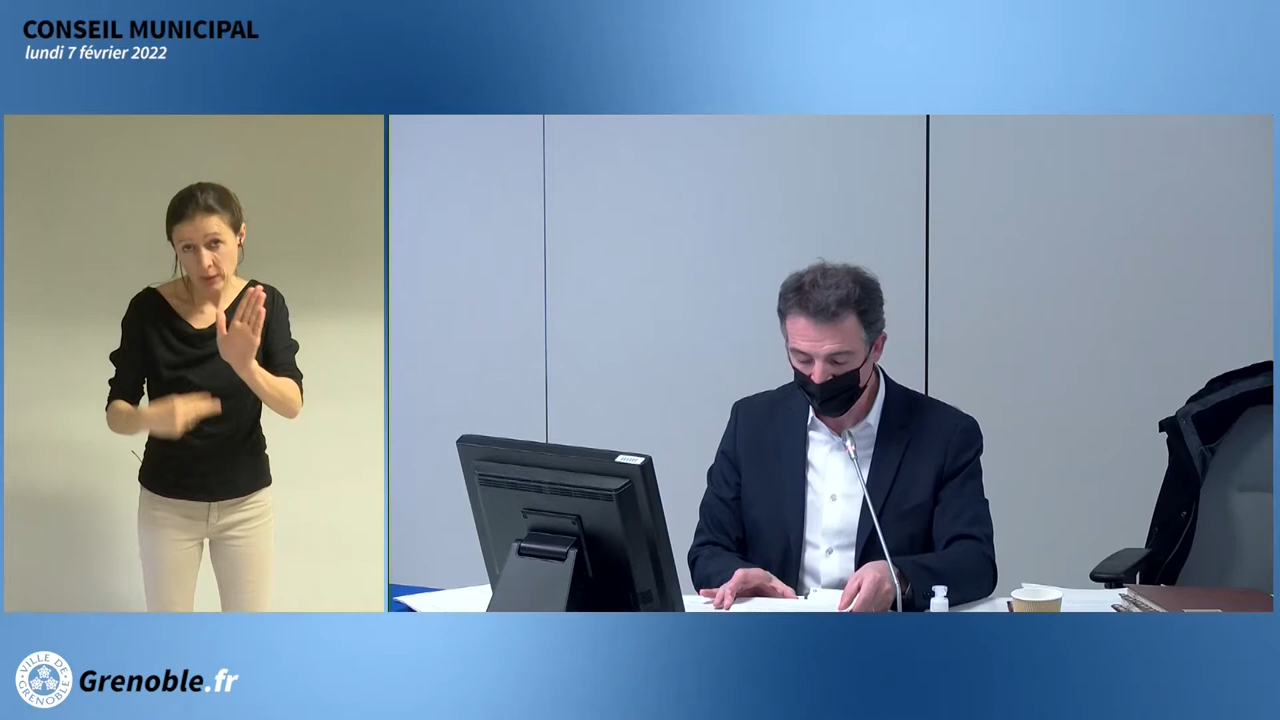 CONSEIL MUNICIPAL
lundi 7 février 2022
VILLE DE
GRENOBLE
Grenoble.fr